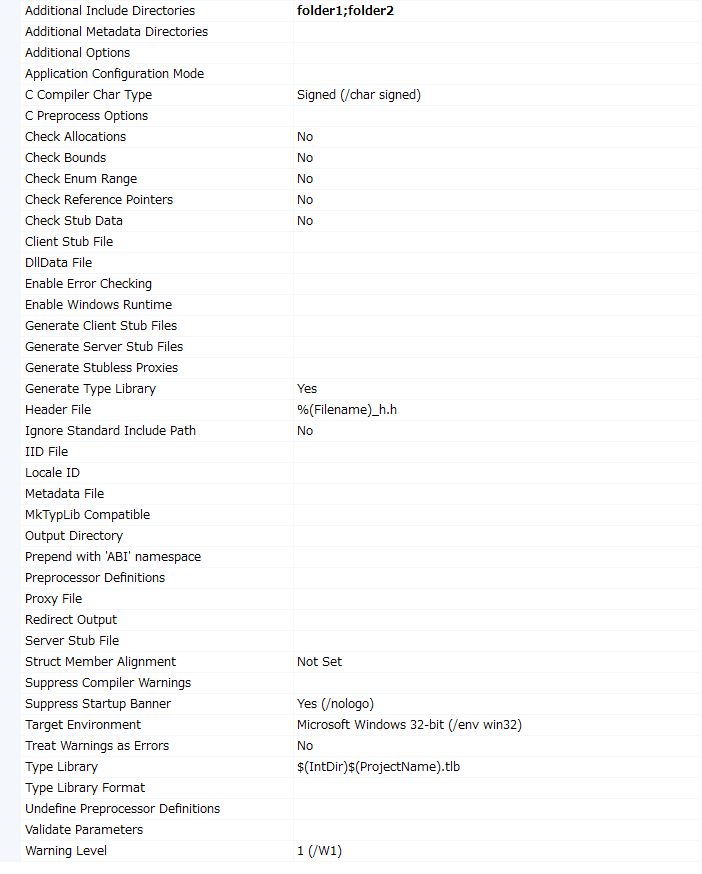 Additional Include Directories folder1;folder2
Additional Metadata Directories
Additional Options
Application Configuration Mode
C Compiler Char Type Signed (/char signed)
C Preprocess Options
Check Allocations No
Check Bounds No
Check Enum Range No
Check Reference Pointers No
Check Stub Data No
Client Stub File
DllData File
Enable Error Checking
Enable Windows Runtime
Generate Client Stub Files
Generate Server Stub Files
Generate Stubless Proxies
Generate Type Library Yes
Header File %(Filename)_h.h
Ignore Standard Include Path No
IID File
Locale ID
Metadata File
MkTypLib Compatible
Output Directory
Prepend with 'ABI' namespace
Preprocessor Definitions
Proxy File
Redirect Output
Server Stub File
Struct Member Alignment Not Set
Suppress Compiler Warnings
Suppress Startup Banner Yes (/nologo)
Target Environment Microsoft Windows 32-bit (/env win32)
Treat Warnings as Errors No
Type Library $(IntDir)$(ProjectName).tlb
Type Library Format
Undefine Preprocessor Definitions
Validate Parameters
Warning Level 1 (/W1)